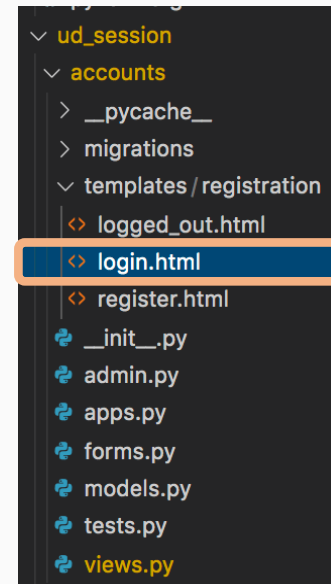 ud_session
accounts
__pycache__
migrations
templates / registration
<> logged_out.html
<> login.html
<> register.html
__init__.py
admin.py
apps.py
forms.py
models.py
tests.py
views.py